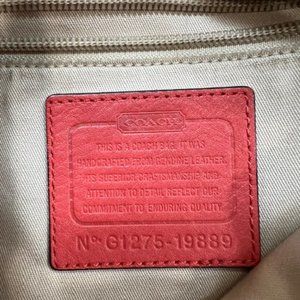 COACH
THIS IS A COACH BAG. IT WAS
HANDCRAFTED FROM GENUINE LEATHER.
ITS SUPERIOR CRAFTSMANSHIP AND
ATTENTION TO DETAIL REFLECT OUR
COMMITMENT TO ENDURING QUALITY.
Nº G1275-19889